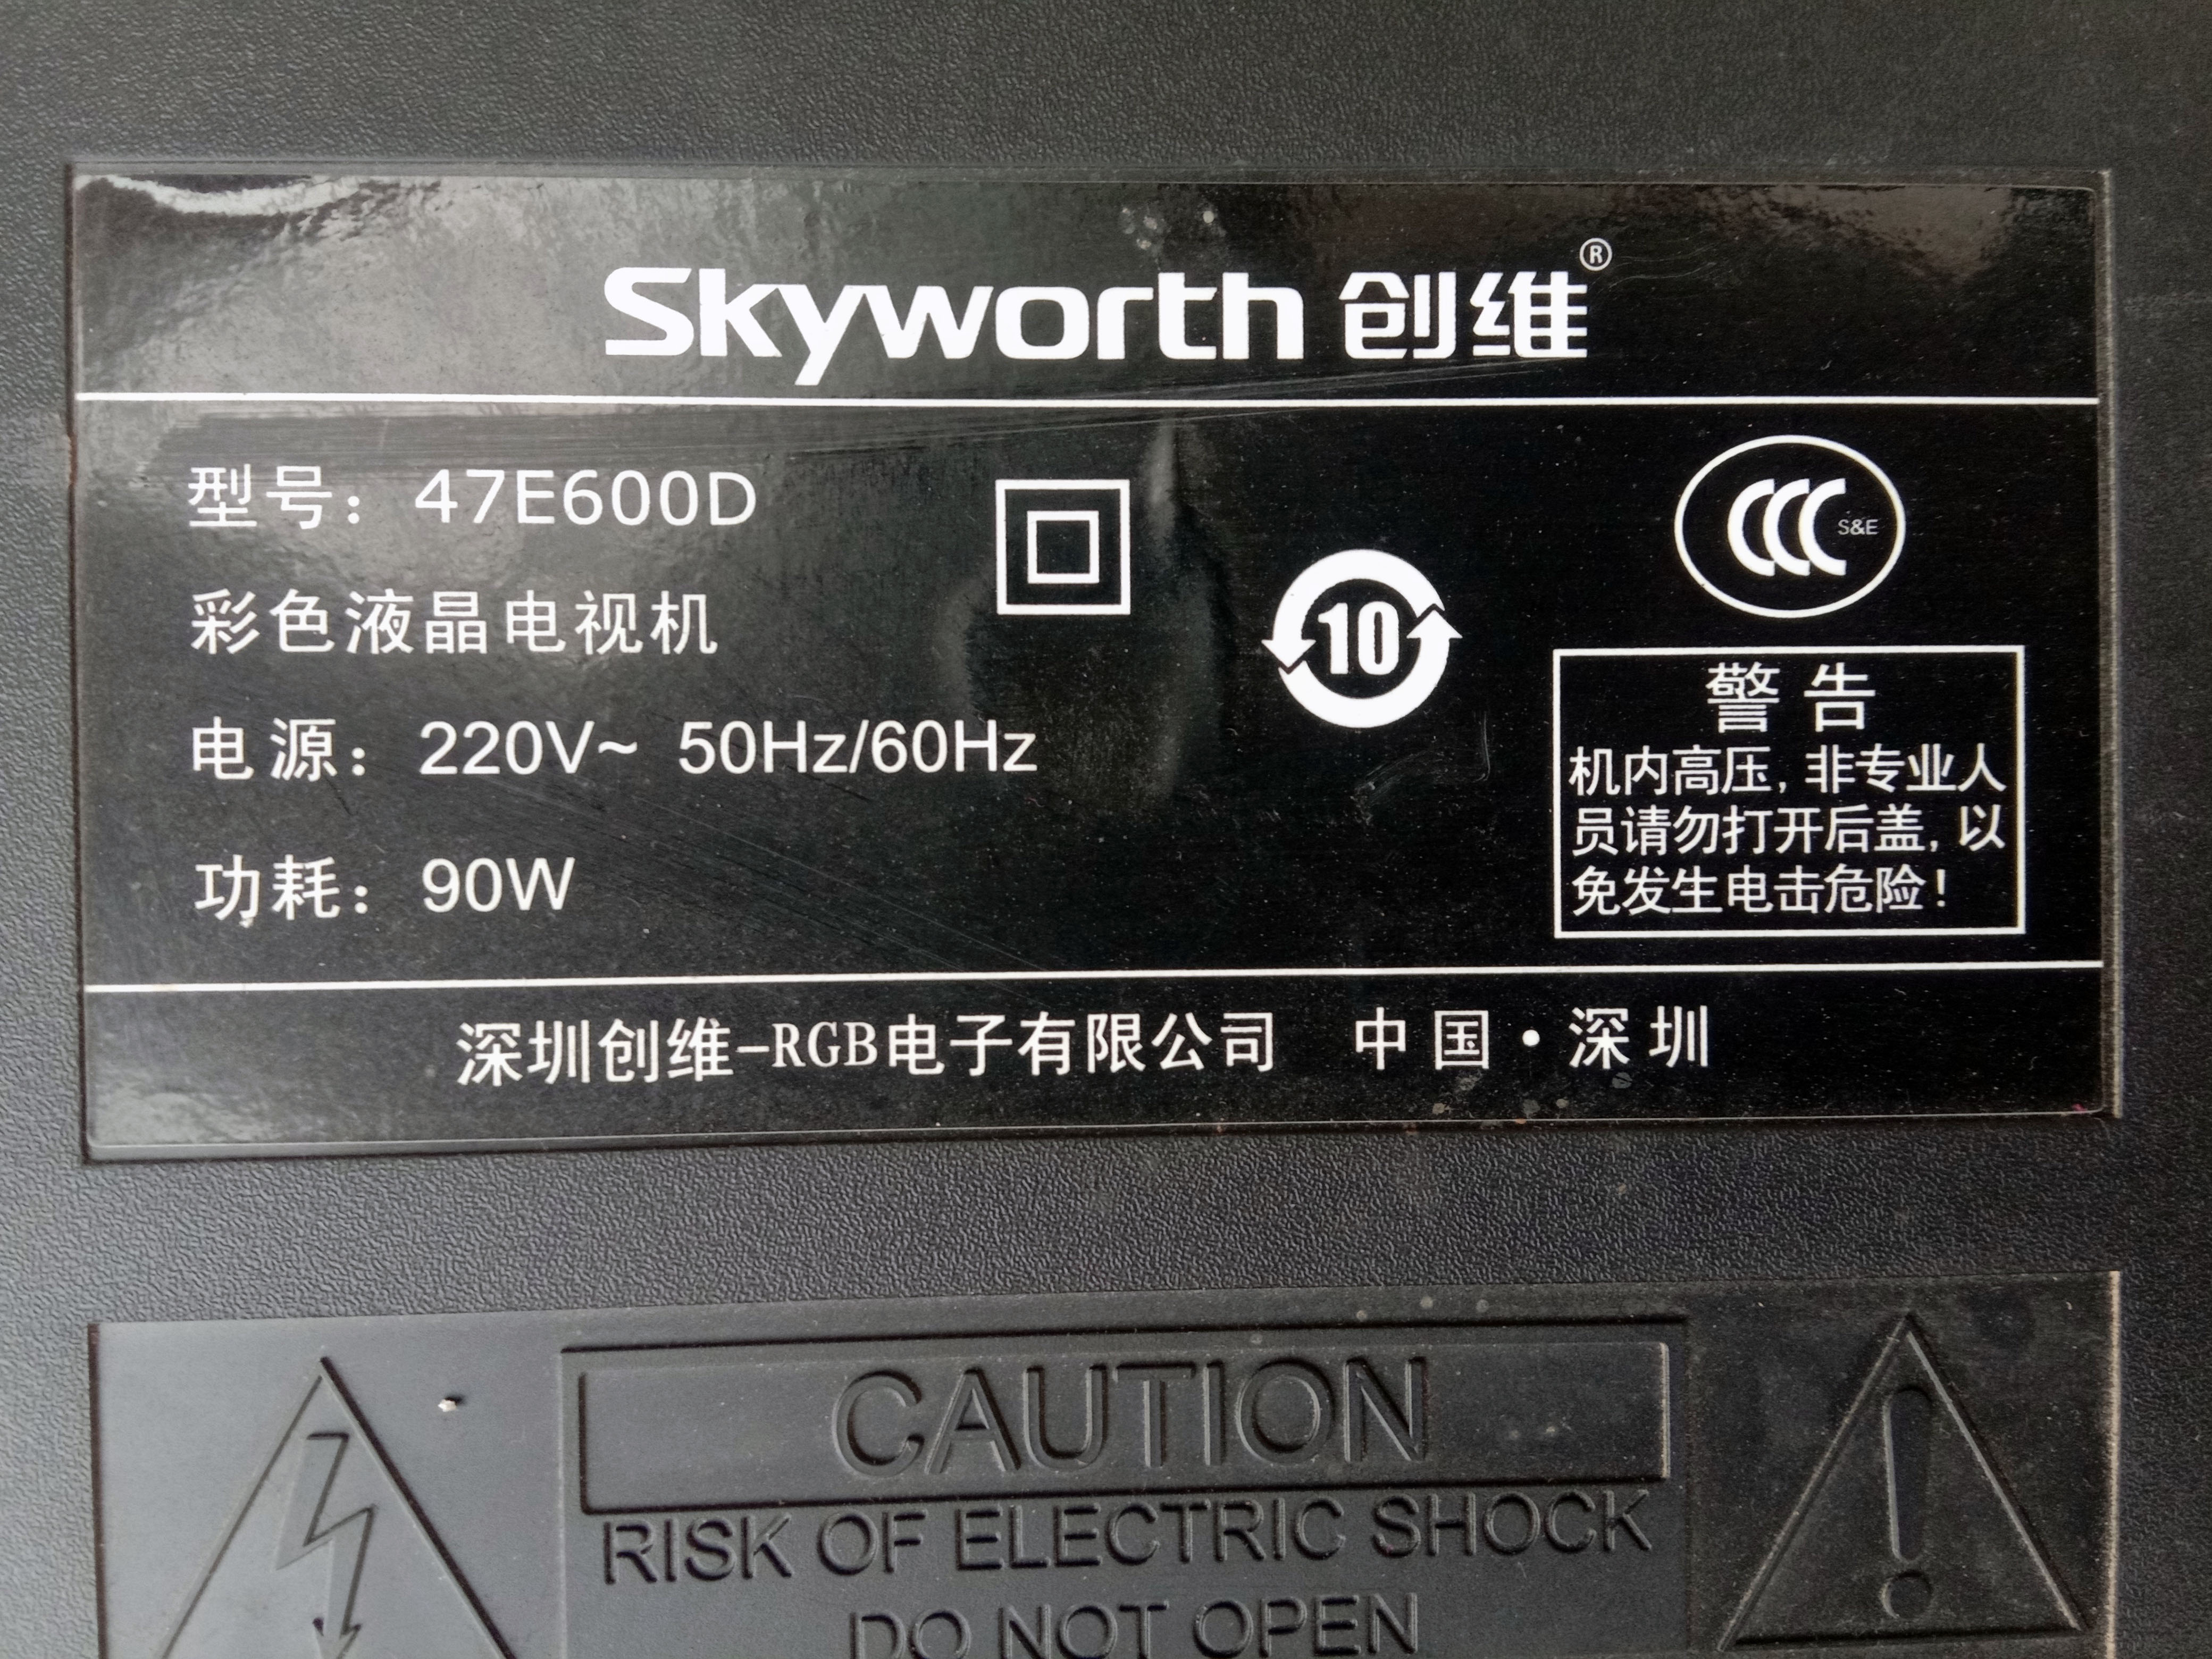 Skyworth 创维®
型号：47E600D
彩色液晶电视机
电源：220V~ 50Hz/60Hz
功耗：90W
10
CCC S&E
警告
机内高压，非专业人
员请勿打开后盖，以
免发生电击危险！
深圳创维-RGB电子有限公司 中国·深圳
CAUTION
RISK OF ELECTRIC SHOCK
DO NOT OPEN